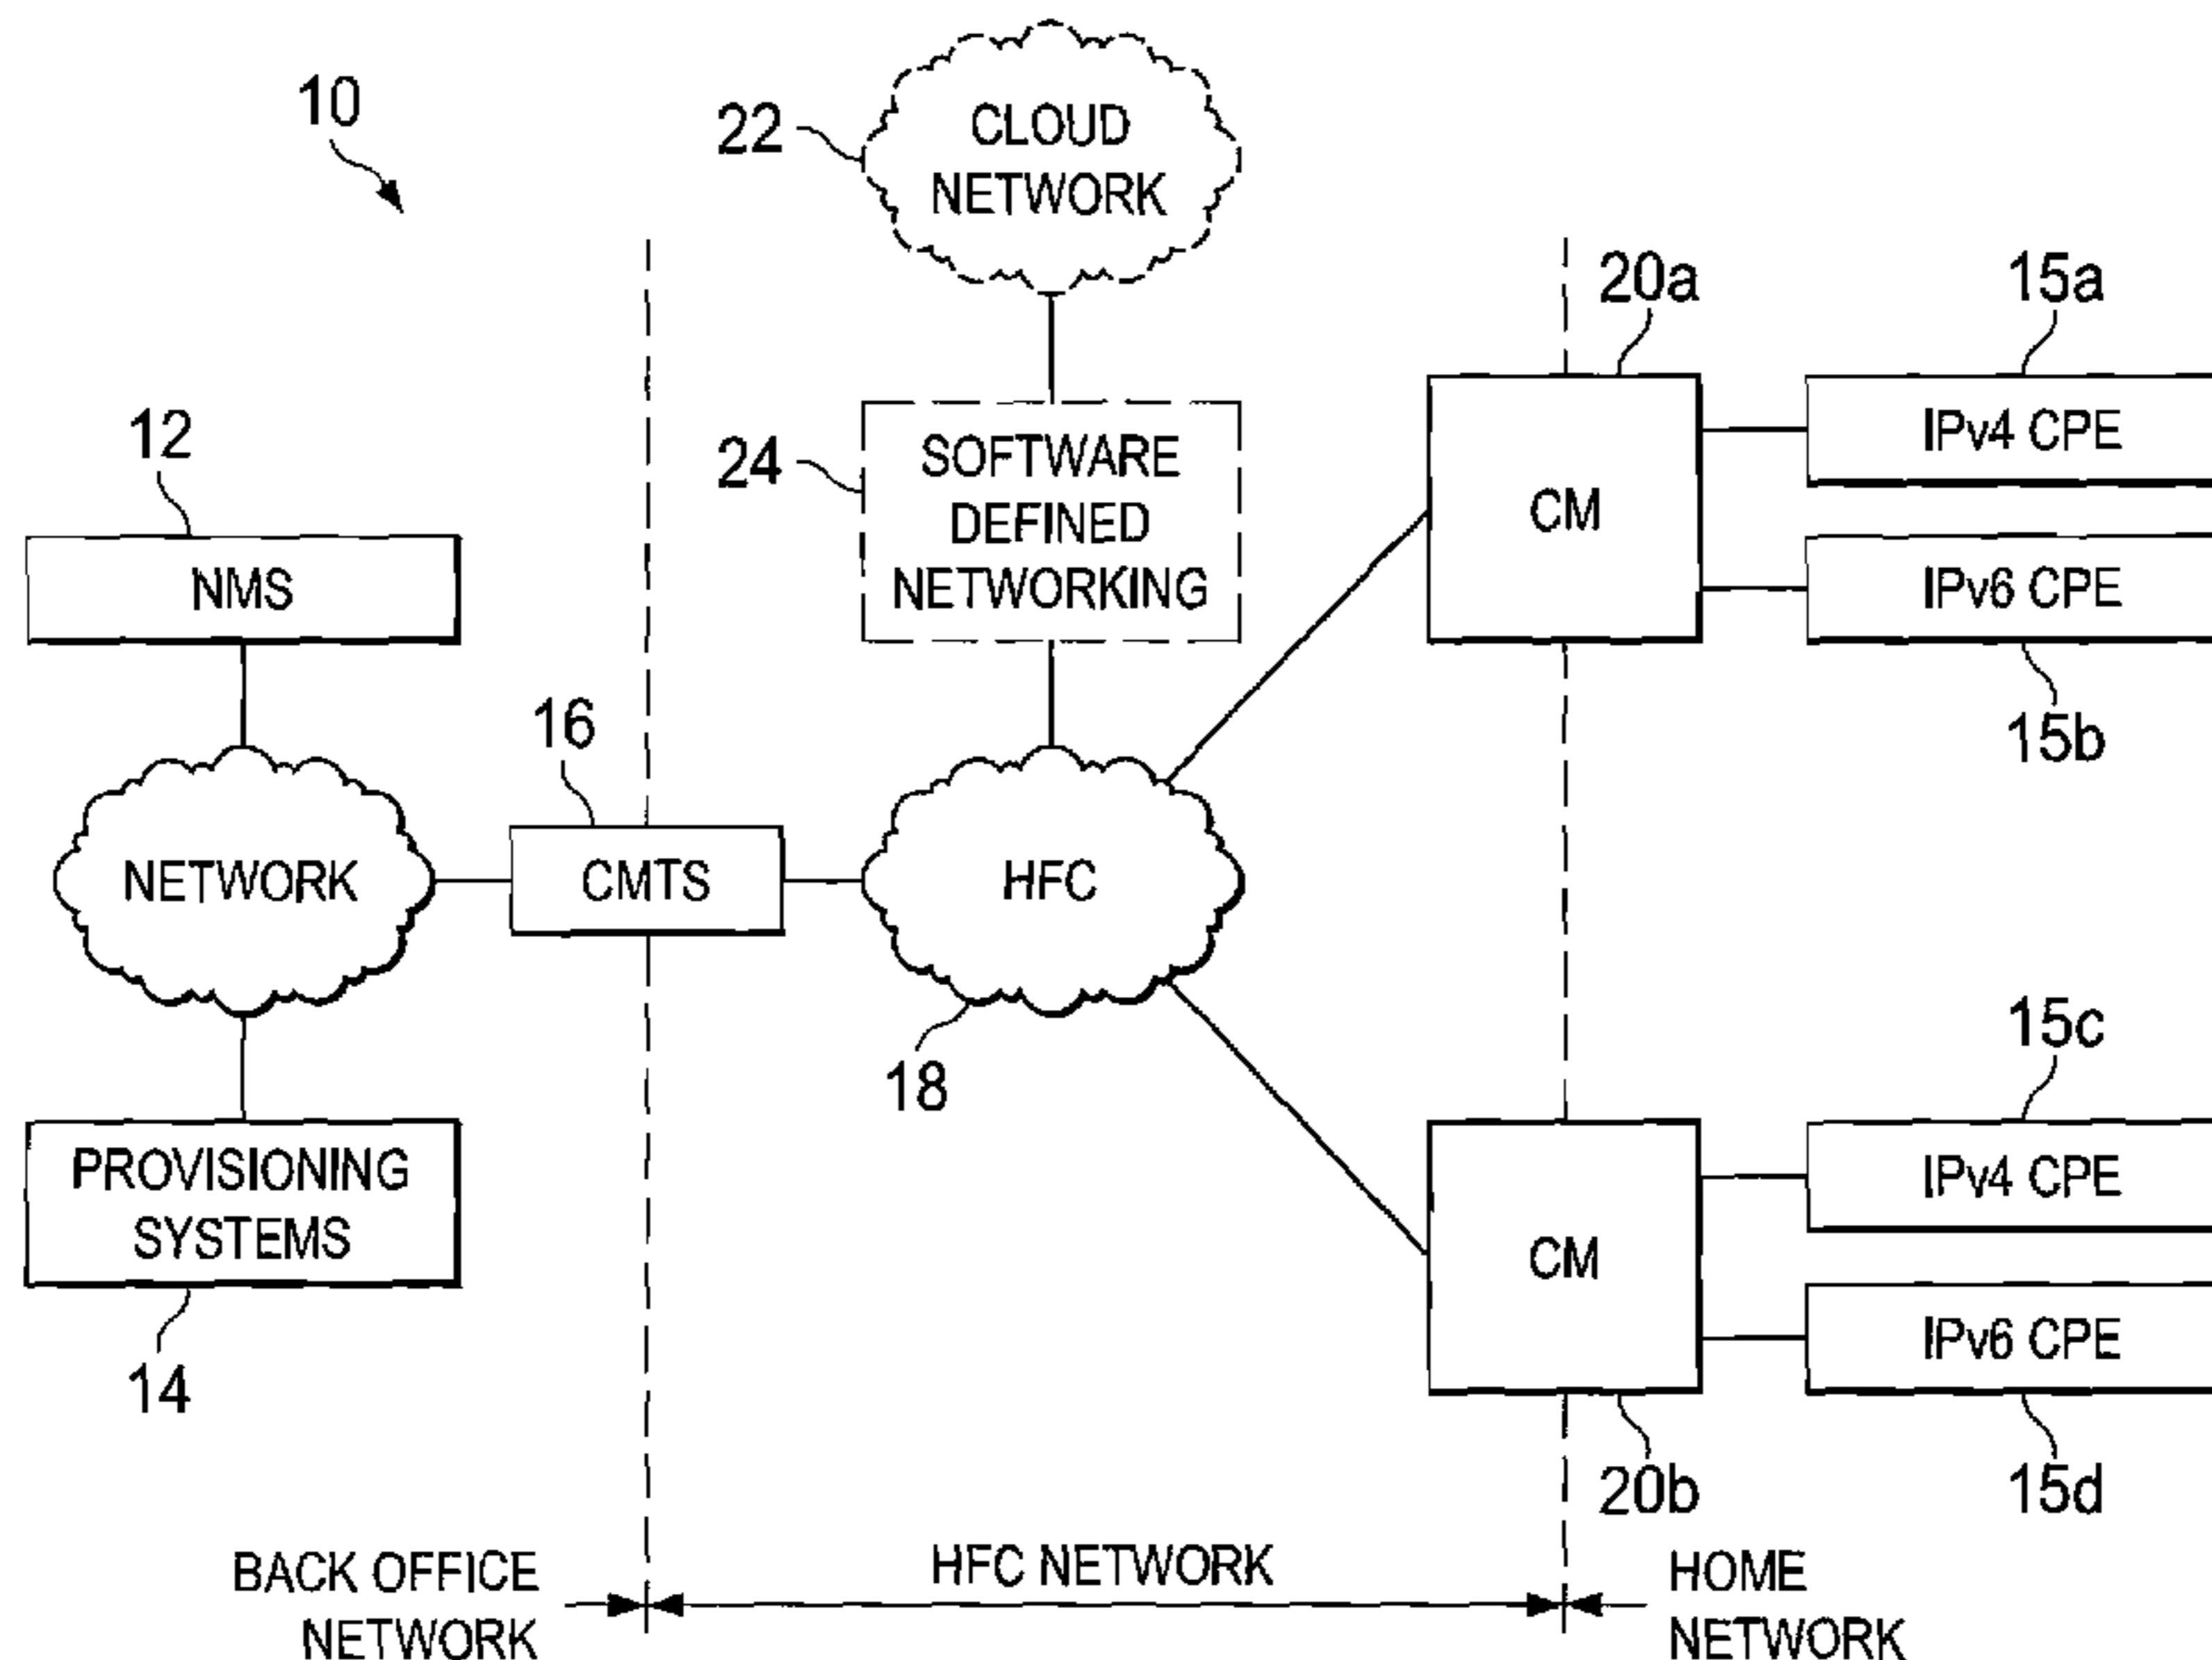 10
22
CLOUD
NETWORK
20a
15a
12
24
SOFTWARE
DEFINED
NETWORKING
CM
IPv4 CPE
NMS
IPv6 CPE
16
15b
NETWORK
CMTS
HFC
18
15c
PROVISIONING
SYSTEMS
CM
IPv4 CPE
IPv6 CPE
14
20b
15d
BACK OFFICE
NETWORK
HFC NETWORK
HOME
NETWORK